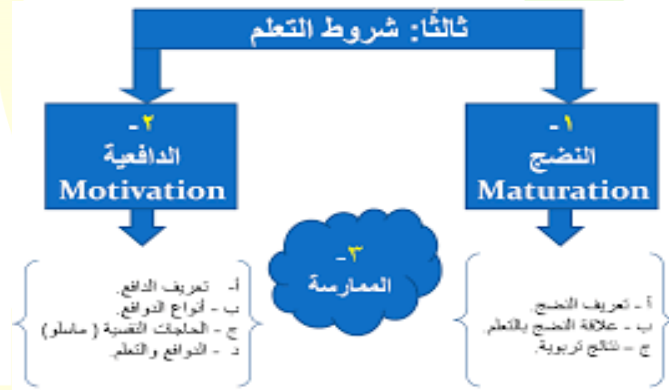 ثالثًا: شروط التعلم
١-
النضج
Maturation
٢-
الدافعية
Motivation
٣-
الممارسة
أ - تعريف النضج.
ب - علاقة النضج بالتعلم.
ج - نتائج تربوية.
أ- تعريف الدافع.
ب - أنواع الدوافع.
ج - الحاجات النفسية (ماسلو)
د - الدوافع والتعلم.